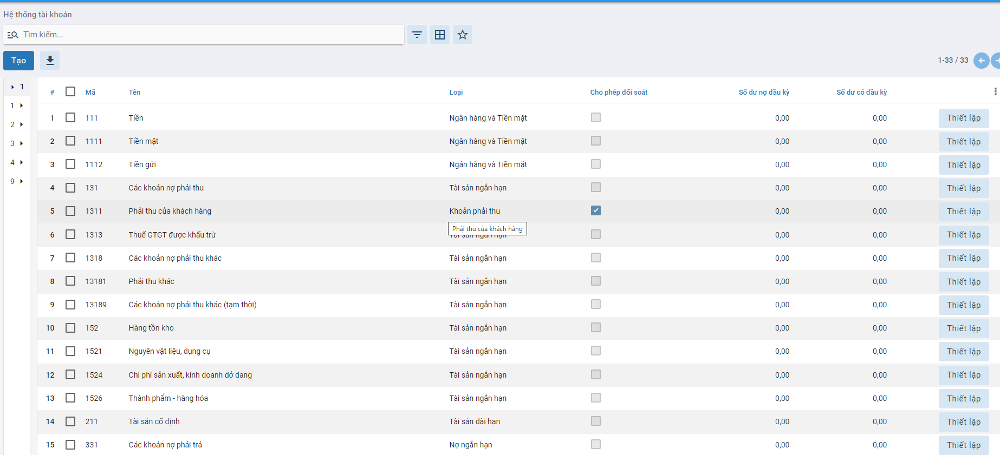 Hệ thống tài khoản
Tìm kiếm...
Tạo
1-33 / 33
T
1
2
3
4
9
# Mã Tên Loại Cho phép đối soát Số dư nợ đầu kỳ Số dư có đầu kỳ
1 111 Tiền Ngân hàng và Tiền mặt 0,00 0,00 Thiết lập
2 1111 Tiền mặt Ngân hàng và Tiền mặt 0,00 0,00 Thiết lập
3 1112 Tiền gửi Ngân hàng và Tiền mặt 0,00 0,00 Thiết lập
4 131 Các khoản nợ phải thu Tài sản ngắn hạn 0,00 0,00 Thiết lập
5 1311 Phải thu của khách hàng Khoản phải thu 0,00 0,00 Thiết lập
Phải thu của khách hàng
6 1313 Thuế GTGT được khấu trừ Tài sản ngắn hạn 0,00 0,00 Thiết lập
7 1318 Các khoản nợ phải thu khác Tài sản ngắn hạn 0,00 0,00 Thiết lập
8 13181 Phải thu khác Tài sản ngắn hạn 0,00 0,00 Thiết lập
9 13189 Các khoản nợ phải thu khác (tạm thời) Tài sản ngắn hạn 0,00 0,00 Thiết lập
10 152 Hàng tồn kho Tài sản ngắn hạn 0,00 0,00 Thiết lập
11 1521 Nguyên vật liệu, dụng cụ Tài sản ngắn hạn 0,00 0,00 Thiết lập
12 1524 Chi phí sản xuất, kinh doanh dở dang Tài sản ngắn hạn 0,00 0,00 Thiết lập
13 1526 Thành phẩm - hàng hóa Tài sản ngắn hạn 0,00 0,00 Thiết lập
14 211 Tài sản cố định Tài sản dài hạn 0,00 0,00 Thiết lập
15 331 Các khoản nợ phải trả Nợ ngắn hạn 0,00 0,00 Thiết lập